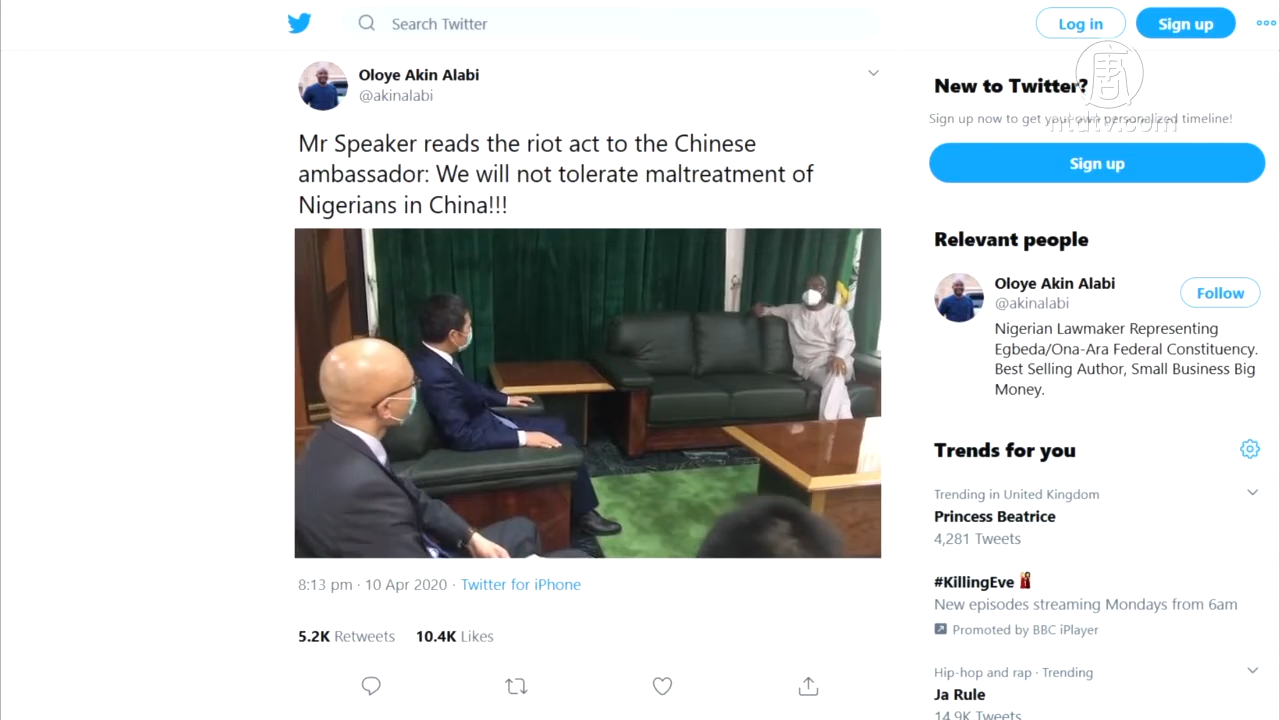 Search Twitter
Log in
Sign up
Oloye Akin Alabi
@akinalabi
Mr Speaker reads the riot act to the Chinese
ambassador: We will not tolerate maltreatment of
Nigerians in China!!!
8:13 pm · 10 Apr 2020 · Twitter for iPhone
5.2K Retweets 10.4K Likes
New to Twitter?
Sign up now to get your own personalized timeline!
Sign up
唐
ntdtv.com
Relevant people
Oloye Akin Alabi
@akinalabi
Follow
Nigerian Lawmaker Representing
Egbeda/Ona-Ara Federal Constituency.
Best Selling Author, Small Business Big
Money.
Trends for you
Trending in United Kingdom
Princess Beatrice
4,281 Tweets
#KillingEve
New episodes streaming Mondays from 6am
Promoted by BBC iPlayer
Hip-hop and rap · Trending
Ja Rule
14.9K Tweets